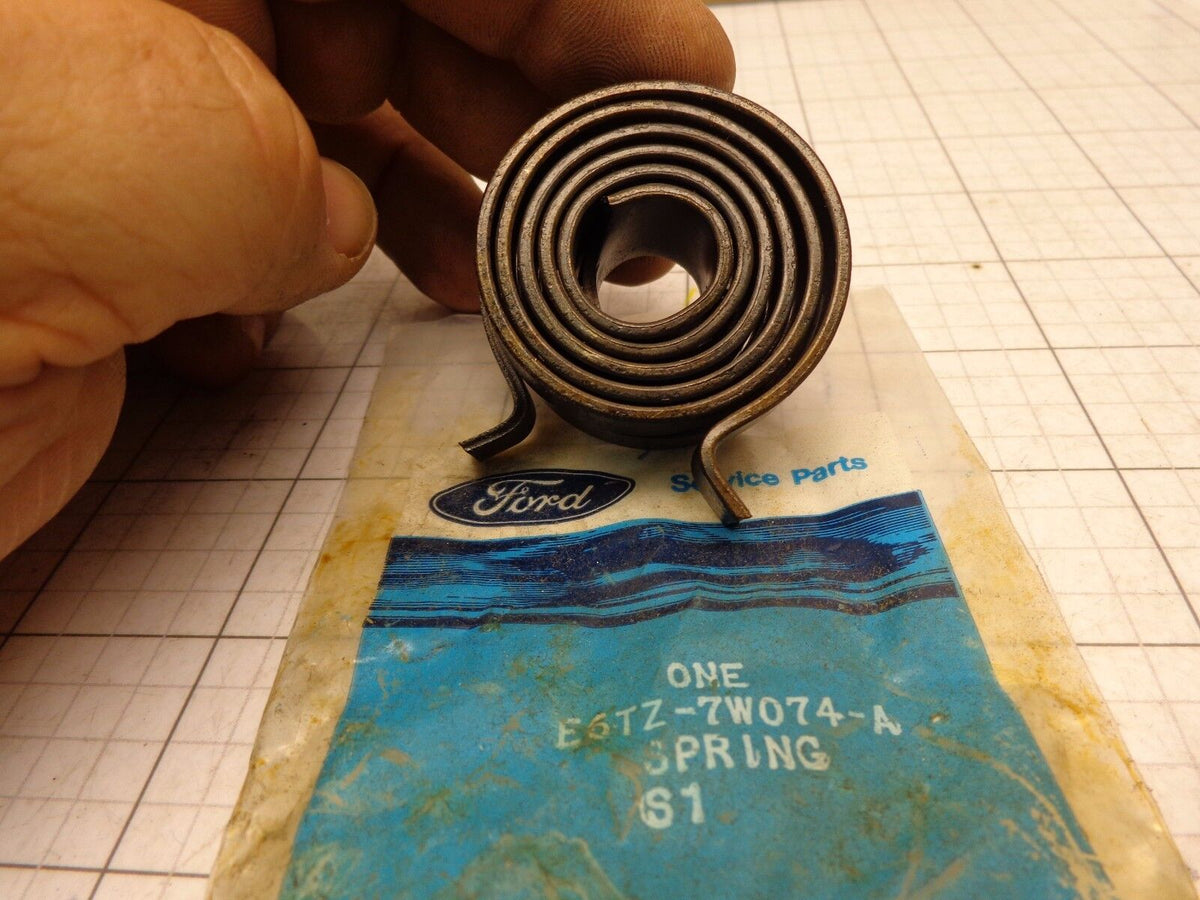 Ford
Service Parts
ONE
E6TZ-7W074-A
SPRING
S1